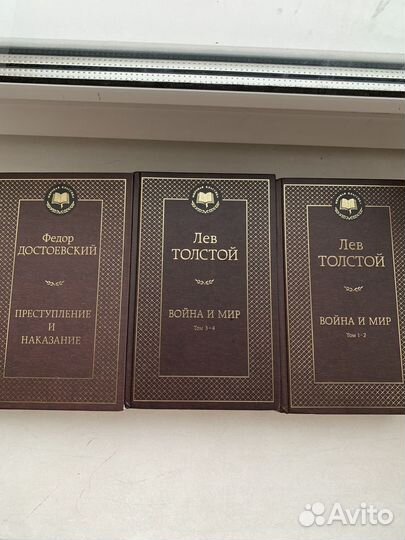 Федор
ДОСТОЕВСКИЙ
ПРЕСТУПЛЕНИЕ
И
НАКАЗАНИЕ
Лев
ТОЛСТОЙ
ВОЙНА И МИР
Том 3-4
Лев
ТОЛСТОЙ
ВОЙНА И МИР
Том 1-2
Avito